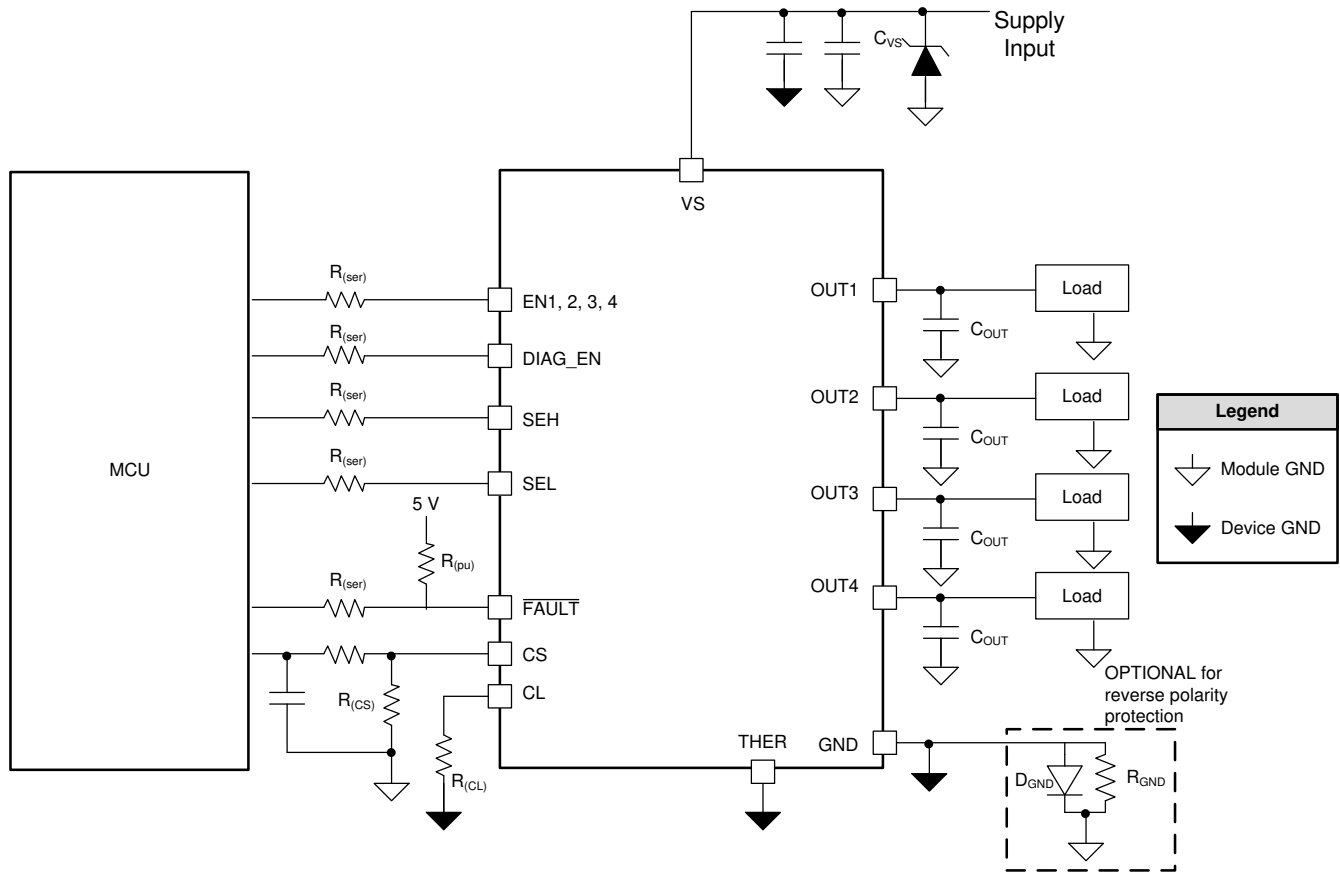 Supply
Input
C_VS
VS
MCU
R_(ser)
EN1, 2, 3, 4
R_(ser)
DIAG_EN
R_(ser)
SEH
R_(ser)
SEL
5 V
R_(pu)
R_(ser)
F̅A̅U̅L̅T̅
CS
R_(CS)
CL
R_(CL)
THER
GND
OUT1
Load
C_OUT
OUT2
Load
C_OUT
OUT3
Load
C_OUT
OUT4
Load
C_OUT
OPTIONAL for
reverse polarity
protection
D_GND
R_GND
Legend
Module GND
Device GND